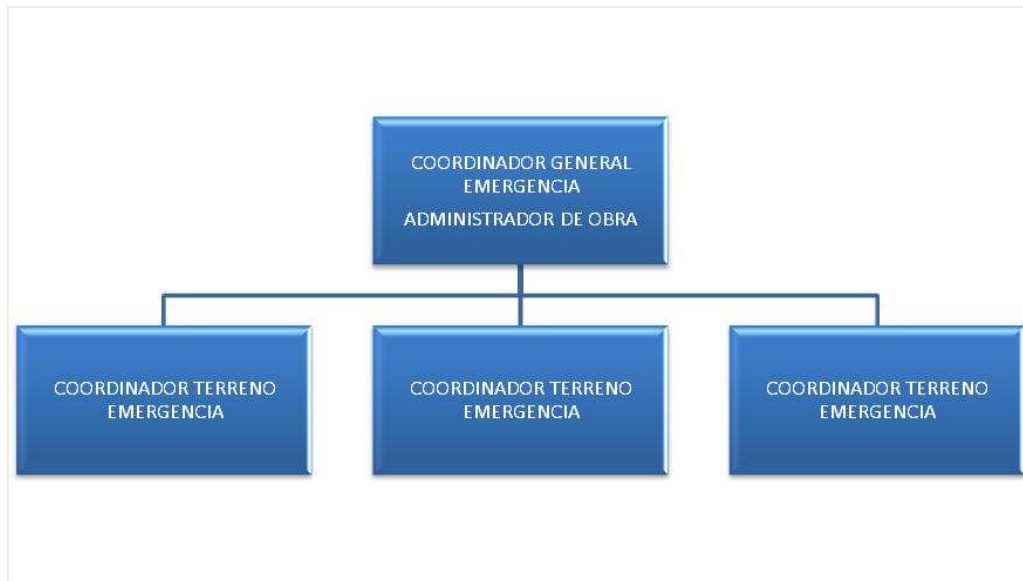 COORDINADOR GENERAL
EMERGENCIA
ADMINISTRADOR DE OBRA
COORDINADOR TERRENO
EMERGENCIA
COORDINADOR TERRENO
EMERGENCIA
COORDINADOR TERRENO
EMERGENCIA